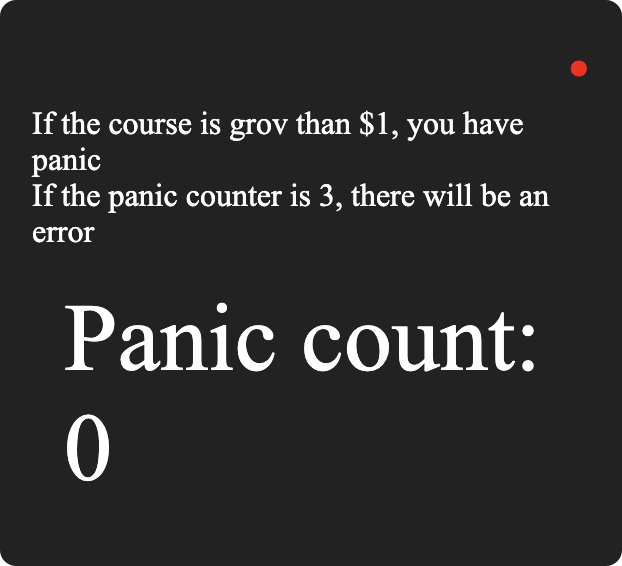 If the course is grov than $1, you have
panic
If the panic counter is 3, there will be an
error
Panic count:
0